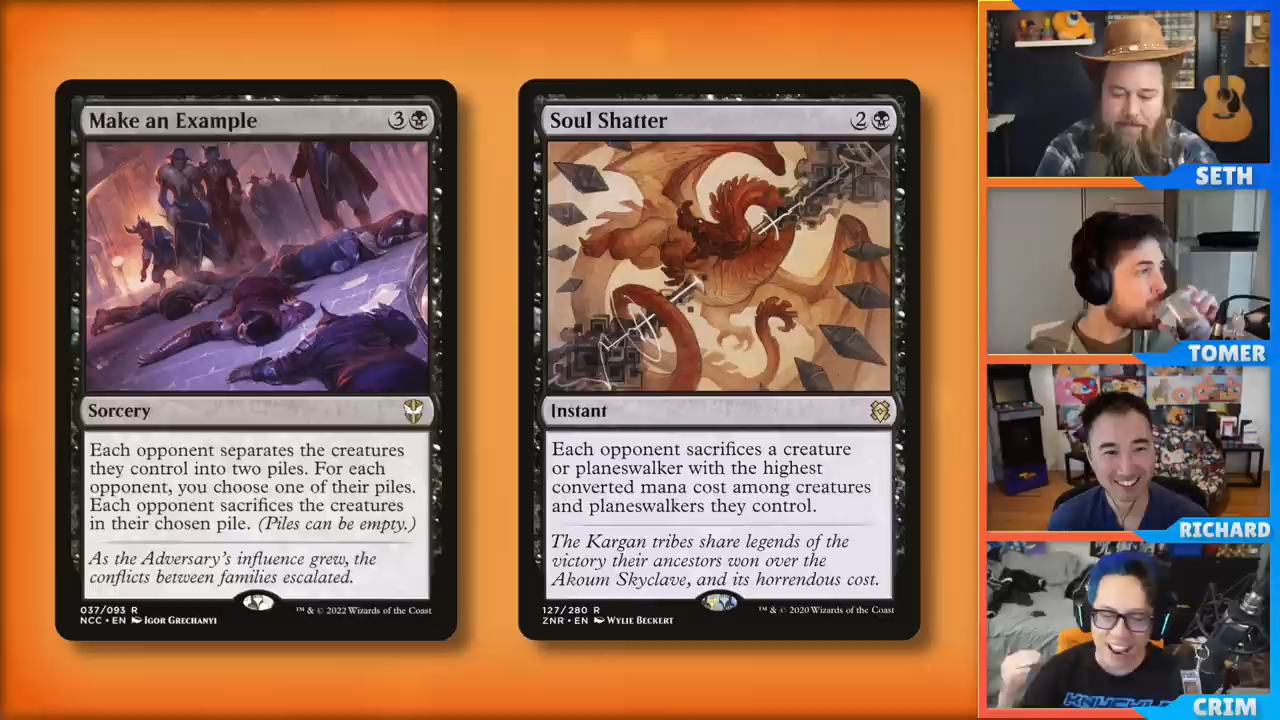 Make an Example 3
Sorcery
Each opponent separates the creatures
they control into two piles. For each
opponent, you choose one of their piles.
Each opponent sacrifices the creatures
in their chosen pile. (Piles can be empty.)
As the Adversary's influence grew, the
conflicts between families escalated.
037/093 R
NCC • EN IGOR GRECHANYI
™ & © 2022 Wizards of the Coast
Soul Shatter 2
Instant
Each opponent sacrifices a creature
or planeswalker with the highest
converted mana cost among creatures
and planeswalkers they control.
The Kargan tribes share legends of the
victory their ancestors won over the
Akoum Skyclave, and its horrendous cost.
127/280 R
ZNR • EN WYLIE BECKERT
™ & © 2020 Wizards of the Coast
SETH
TOMER
RICHARD
CRIM